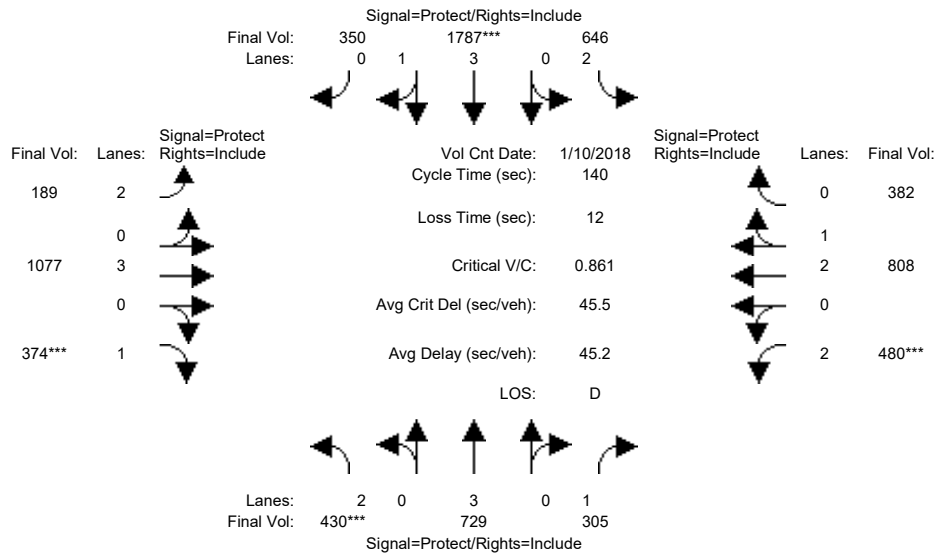 Signal=Protect/Rights=Include
Final Vol: 350 1787*** 646
Lanes: 0 1 3 0 2
Signal=Protect Signal=Protect
Final Vol: Lanes: Rights=Include Vol Cnt Date: 1/10/2018 Rights=Include Lanes: Final Vol:
Cycle Time (sec): 140
189 2 0 382
Loss Time (sec): 12
0 1
1077 3 Critical V/C: 0.861 2 808
0 Avg Crit Del (sec/veh): 45.5 0
374*** 1 Avg Delay (sec/veh): 45.2 2 480***
LOS: D
Lanes: 2 0 3 0 1
Final Vol: 430*** 729 305
Signal=Protect/Rights=Include